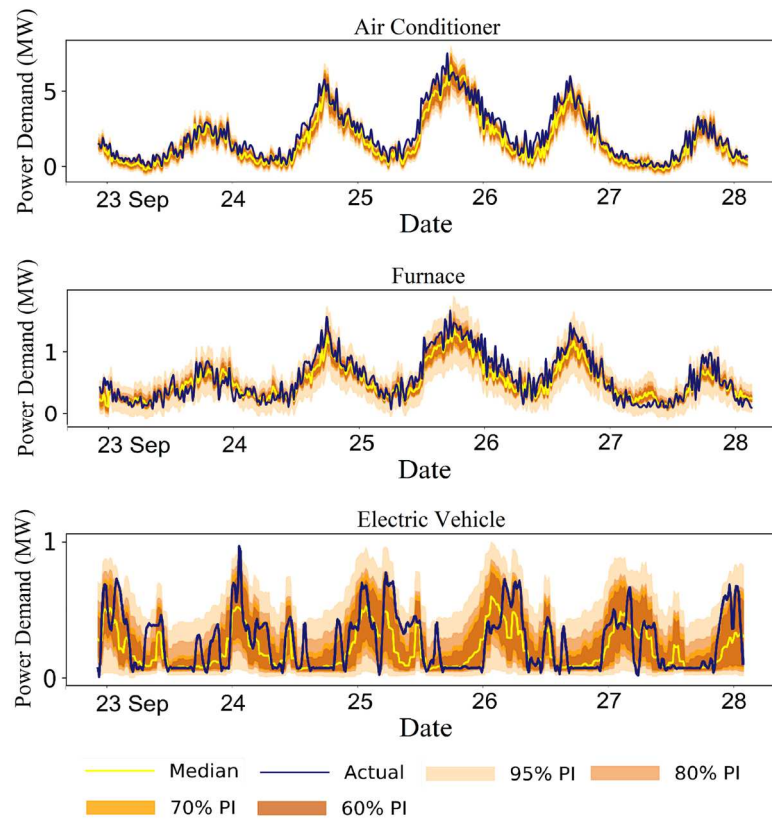 Air Conditioner
Power Demand (MW)
5
0
23 Sep 24 25 26 27 28
Date
Furnace
Power Demand (MW)
1
0
23 Sep 24 25 26 27 28
Date
Electric Vehicle
Power Demand (MW)
1
0
23 Sep 24 25 26 27 28
Date
Median Actual 95% PI 80% PI
70% PI 60% PI